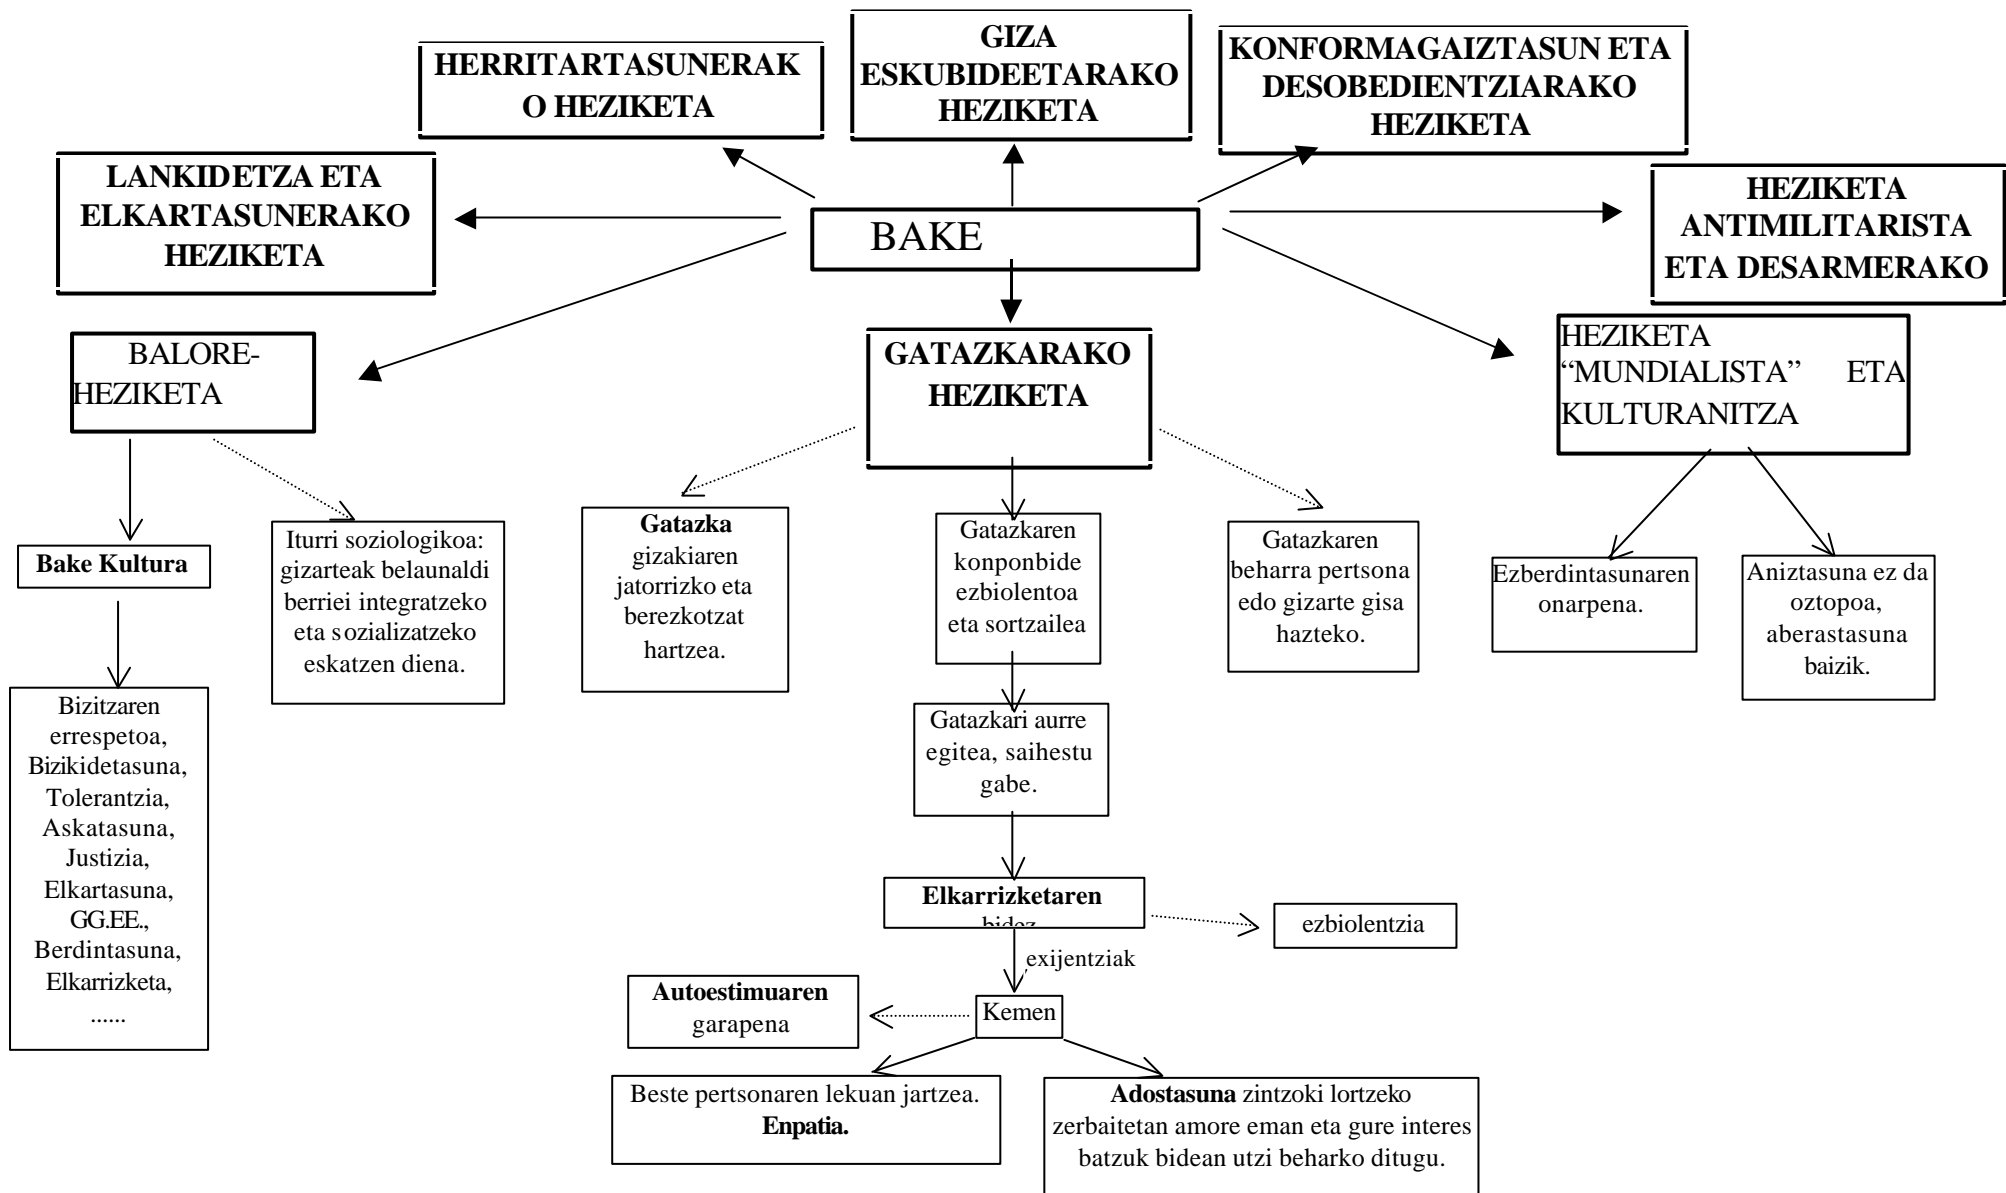 HERRITARTASUNERAK
O HEZIKETA
GIZA
ESKUBIDEETARAKO
HEZIKETA
KONFORMAGAIZTASUN ETA
DESOBEDIENTZIARAKO
HEZIKETA
LANKIDETZA ETA
ELKARTASUNERAKO
HEZIKETA
BAKE
HEZIKETA
ANTIMILITARISTA
ETA DESARMERAKO
BALORE-
HEZIKETA
GATAZKARAKO
HEZIKETA
HEZIKETA
“MUNDIALISTA” ETA
KULTURANITZA
Bake Kultura
Iturri soziologikoa:
gizarteak belaunaldi
berriei integratzeko
eta sozializatzeko
eskatzen diena.
Gatazka
gizakiaren
jatorrizko eta
berezkotzat
hartzea.
Gatazkaren
konponbide
ezbiolentoa
eta sortzailea
Gatazkaren
beharra pertsona
edo gizarte gisa
hazteko.
Ezberdintasunaren
onarpena.
Aniztasuna ez da
oztopoa,
aberastasuna
baizik.
Bizitzaren
errespetoa,
Bizikidetasuna,
Tolerantzia,
Askatasuna,
Justizia,
Elkartasuna,
GG.EE.,
Berdintasuna,
Elkarrizketa,
......
Gatazkari aurre
egitea, saihestu
gabe.
Elkarrizketaren
bidez
ezbiolentzia
exijentziak
Autoestimuaren
garapena
Kemen
Beste pertsonaren lekuan jartzea.
Enpatia.
Adostasuna zintzoki lortzeko
zerbaitetan amore eman eta gure interes
batzuk bidean utzi beharko ditugu.